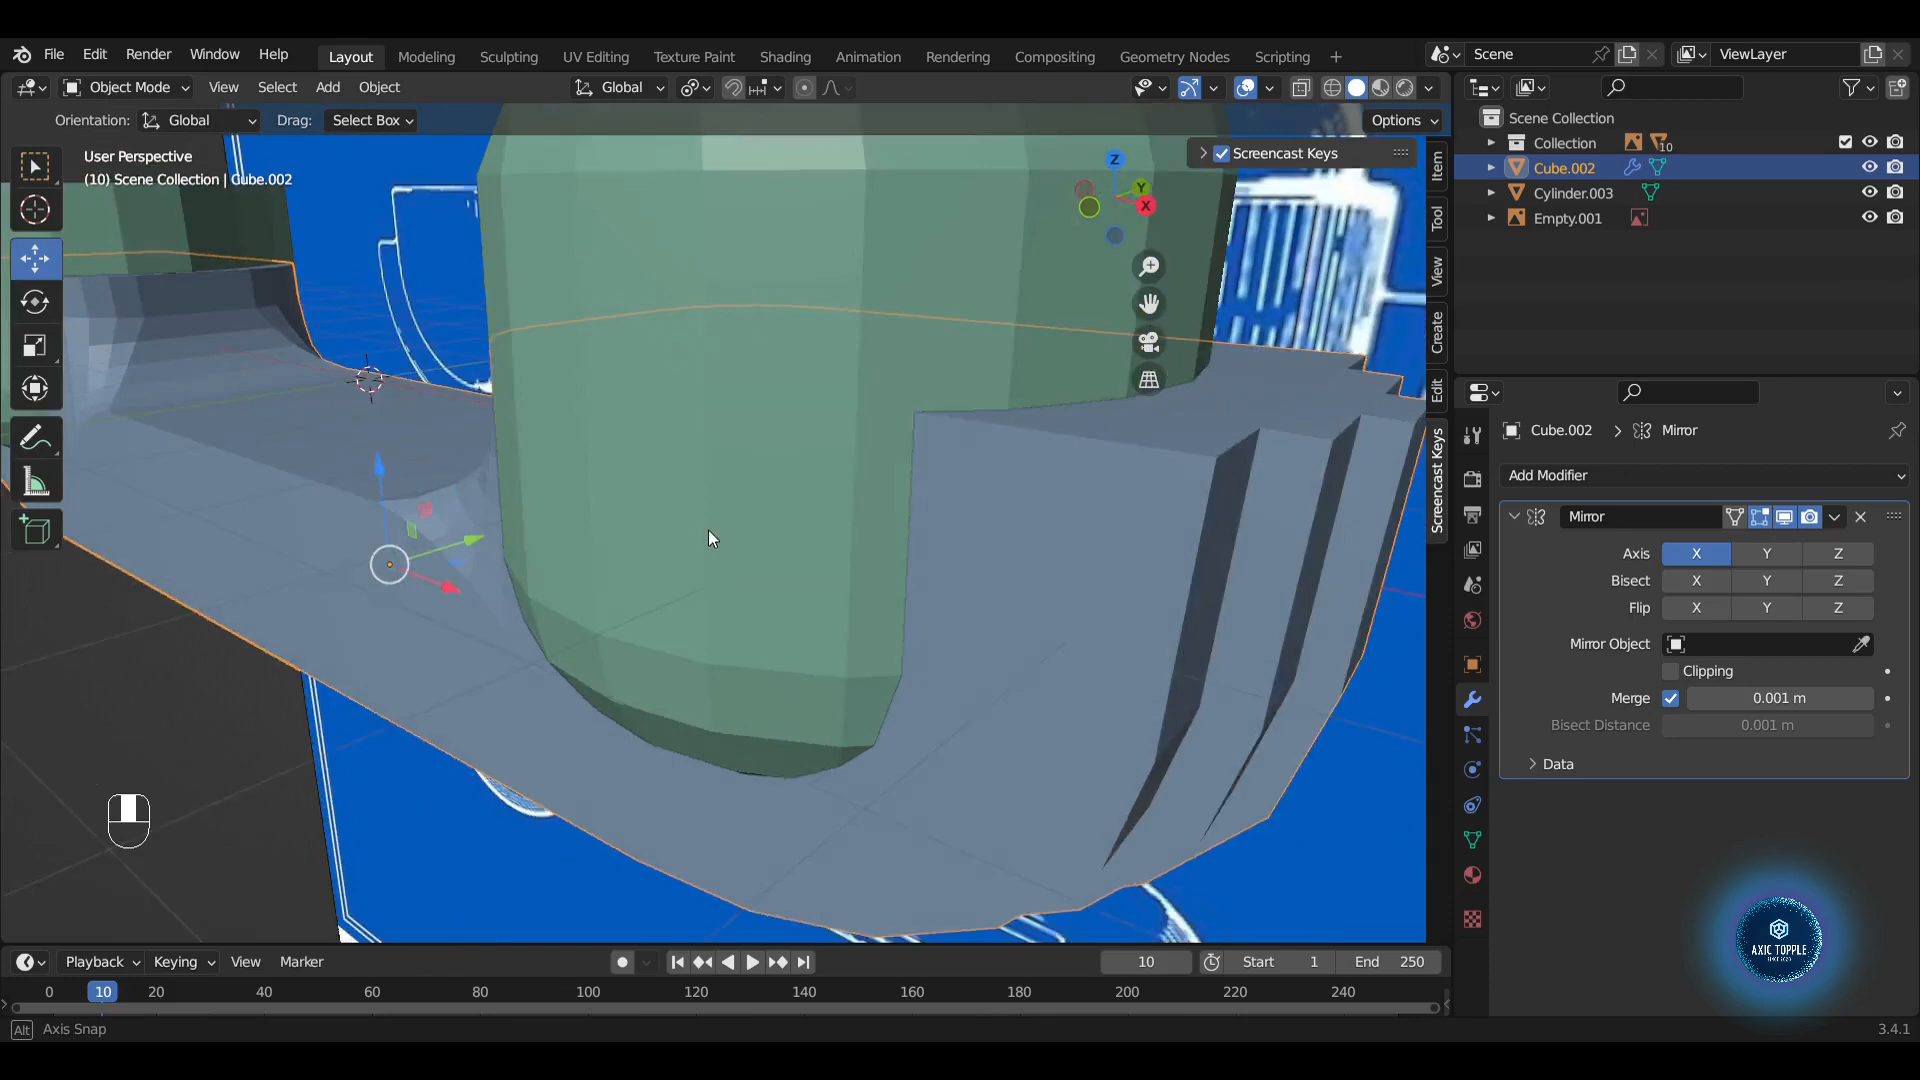 File Edit Render Window Help Layout Modeling Sculpting UV Editing Texture Paint Shading Animation Rendering Compositing Geometry Nodes Scripting + Scene ViewLayer
Object Mode View Select Add Object Global
Orientation: Global Drag: Select Box Options
User Perspective
(10) Scene Collection | Cube.002
Screencast Keys
Z
Y
X
Item
Tool
View
Create
Edit
Screencast Keys
Scene Collection
Collection 10
Cube.002
Cylinder.003
Empty.001
Cube.002 > Mirror
Add Modifier
Mirror
Axis X Y Z
Bisect X Y Z
Flip X Y Z
Mirror Object
Clipping
Merge 0.001 m
Bisect Distance 0.001 m
Data
AXIC TOPPLE
Playback Keying View Marker 10 Start 1 End 250
0 10 20 40 60 80 100 120 140 160 180 200 220 240
Alt Axis Snap 3.4.1